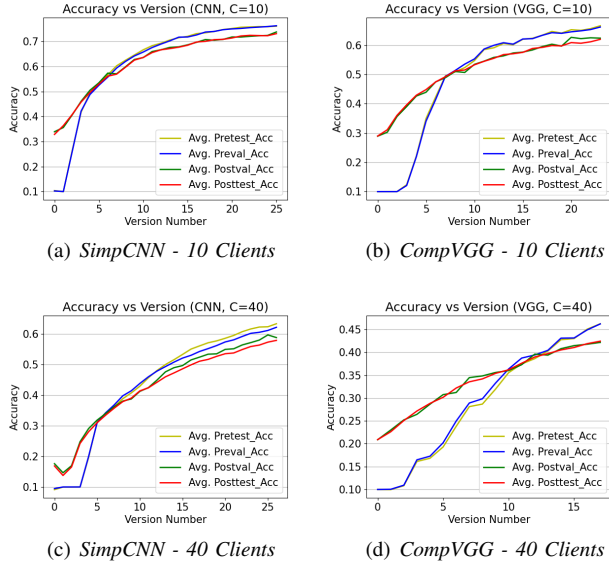 Accuracy vs Version (CNN, C=10)
Accuracy
0.7
0.6
0.5
0.4
0.3
0.2
0.1
Avg. Pretest_Acc
Avg. Preval_Acc
Avg. Postval_Acc
Avg. Posttest_Acc
0 5 10 15 20 25
Version Number
(a) SimpCNN - 10 Clients
Accuracy vs Version (VGG, C=10)
Accuracy
0.6
0.5
0.4
0.3
0.2
0.1
Avg. Pretest_Acc
Avg. Preval_Acc
Avg. Postval_Acc
Avg. Posttest_Acc
0 5 10 15 20
Version Number
(b) CompVGG - 10 Clients
Accuracy vs Version (CNN, C=40)
Accuracy
0.6
0.5
0.4
0.3
0.2
0.1
Avg. Pretest_Acc
Avg. Preval_Acc
Avg. Postval_Acc
Avg. Posttest_Acc
0 5 10 15 20 25
Version Number
(c) SimpCNN - 40 Clients
Accuracy vs Version (VGG, C=40)
Accuracy
0.45
0.40
0.35
0.30
0.25
0.20
0.15
0.10
Avg. Pretest_Acc
Avg. Preval_Acc
Avg. Postval_Acc
Avg. Posttest_Acc
0 5 10 15
Version Number
(d) CompVGG - 40 Clients